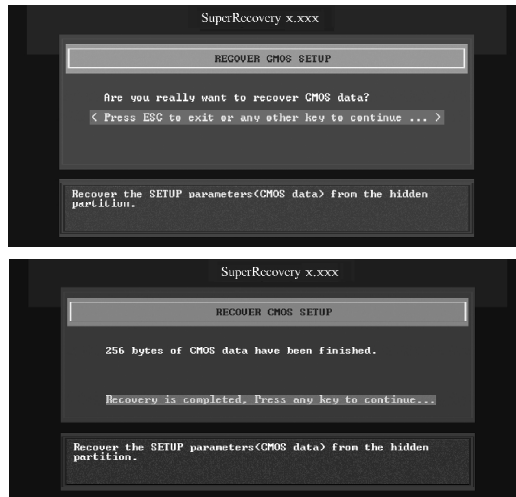 SuperRecovery x.xxx
RECOVER CMOS SETUP
Are you really want to recover CMOS data?
< Press ESC to exit or any other key to continue ... >
Recover the SETUP parameters<CMOS data> from the hidden
partition.
SuperRecovery x.xxx
RECOVER CMOS SETUP
256 bytes of CMOS data have been finished.
Recovery is completed, Press any key to continue...
Recover the SETUP parameters<CMOS data> from the hidden
partition.